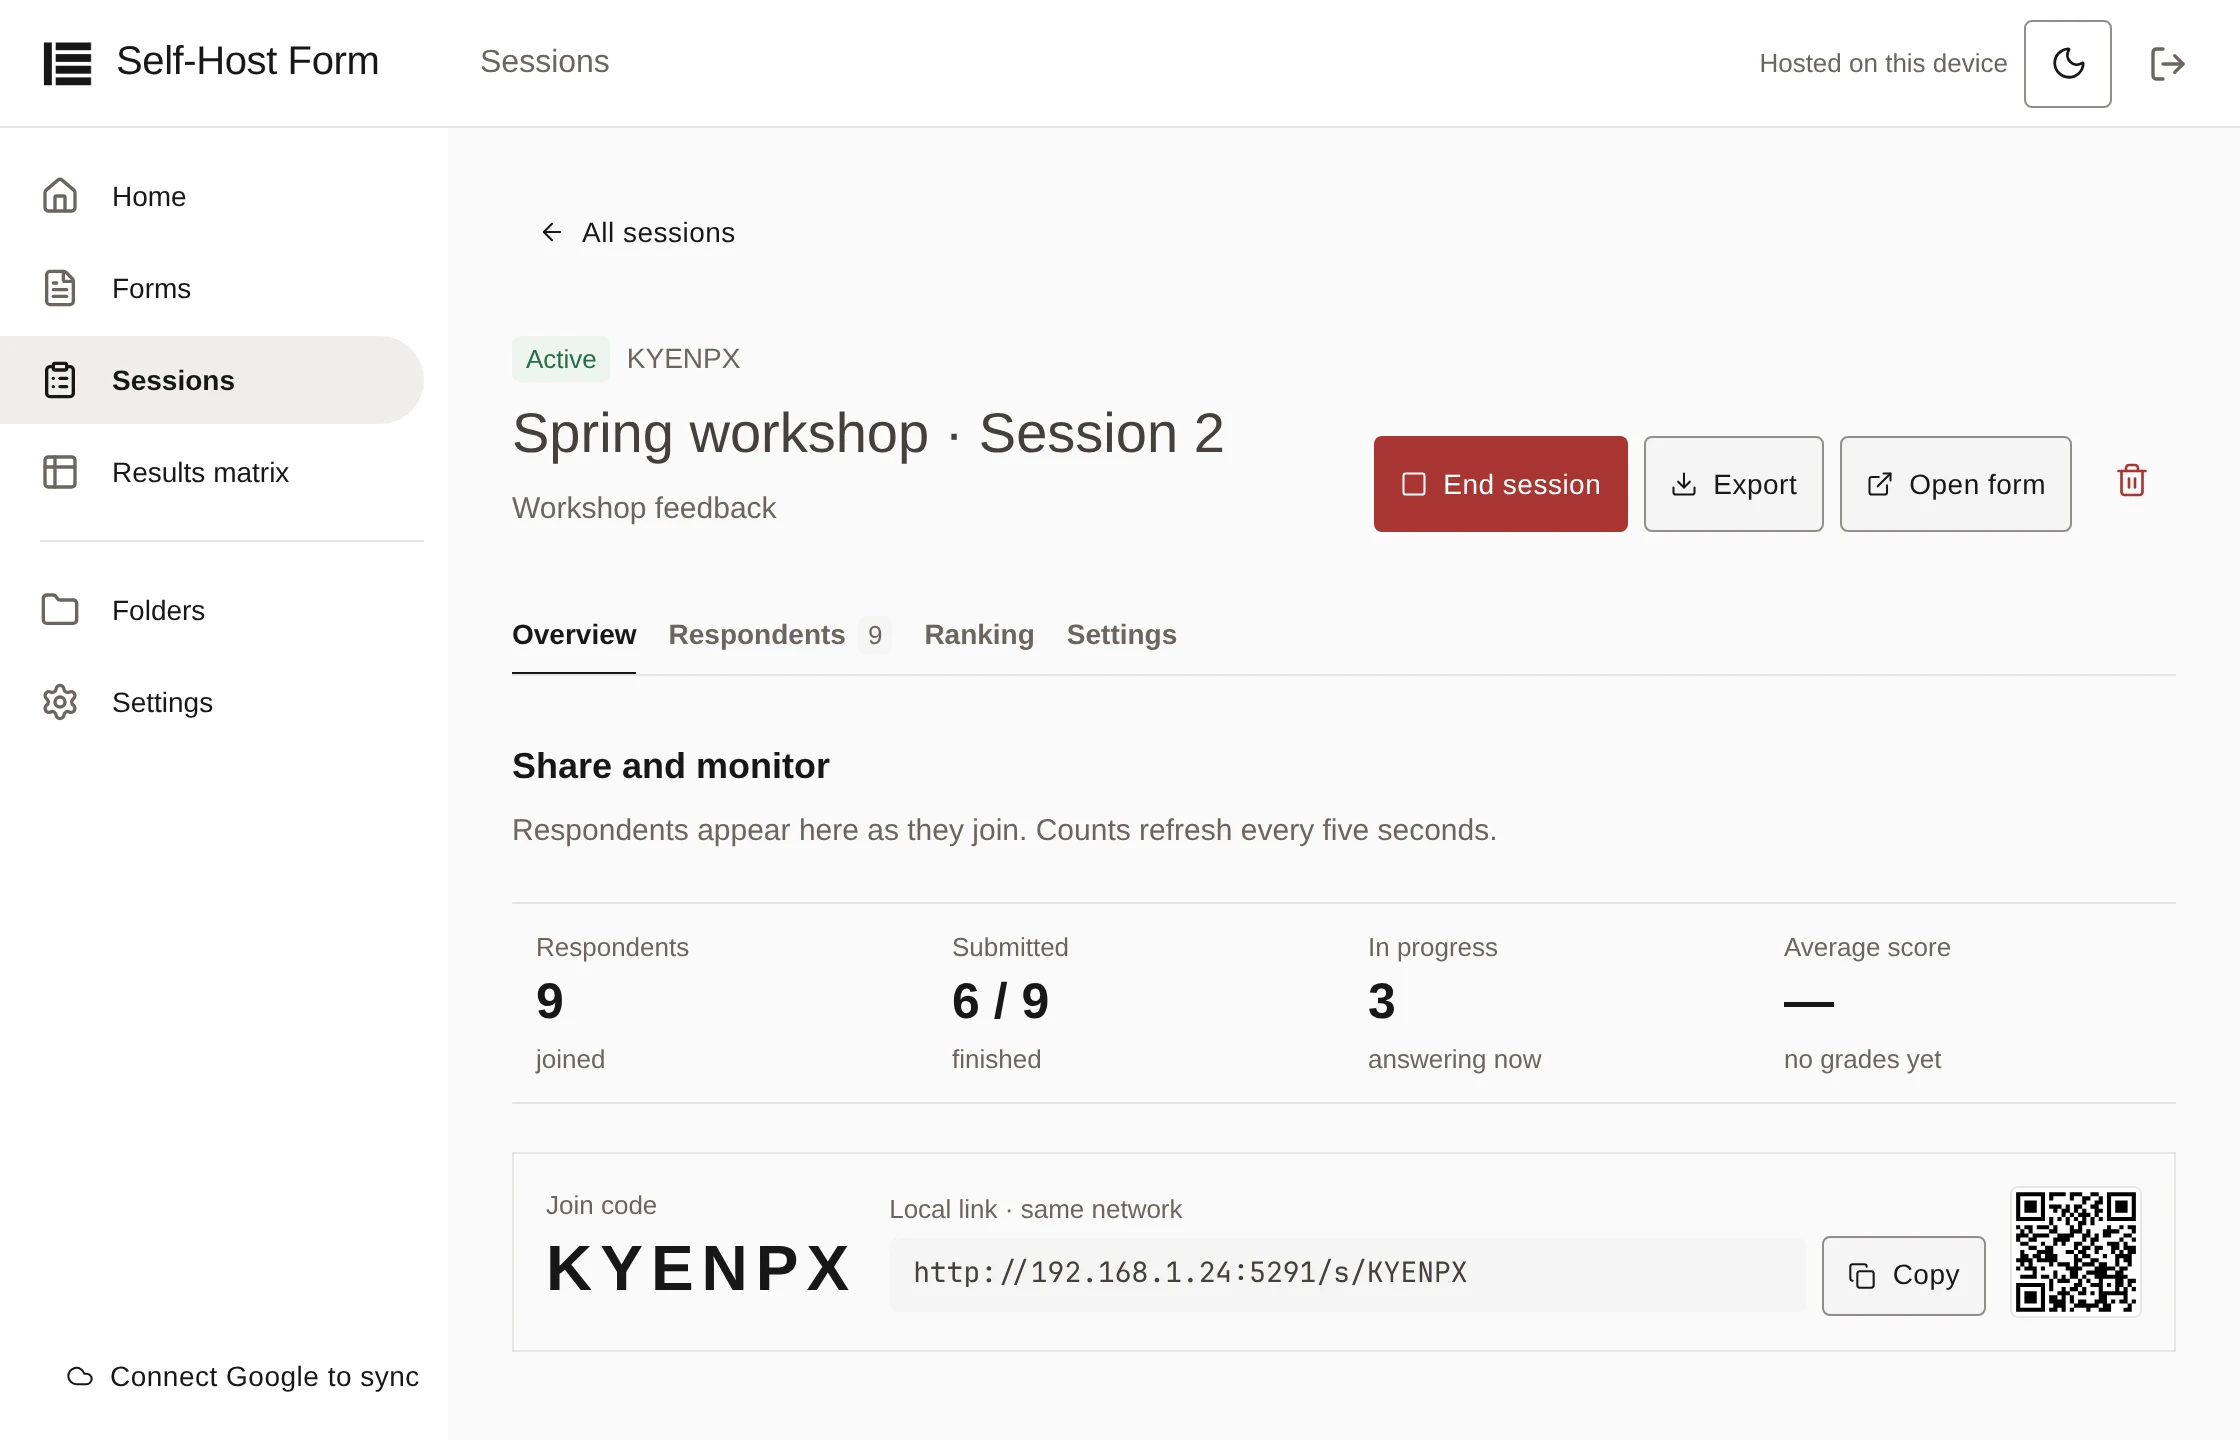 Self-Host Form
Sessions
Hosted on this device
Home
Forms
Sessions
Results matrix
Folders
Settings
Connect Google to sync
All sessions
Active KYENPX
Spring workshop · Session 2
Workshop feedback
End session
Export
Open form
Overview
Respondents 9
Ranking
Settings
Share and monitor
Respondents appear here as they join. Counts refresh every five seconds.
Respondents
9
joined
Submitted
6 / 9
finished
In progress
3
answering now
Average score
—
no grades yet
Join code
KYENPX
Local link · same network
http://192.168.1.24:5291/s/KYENPX
Copy